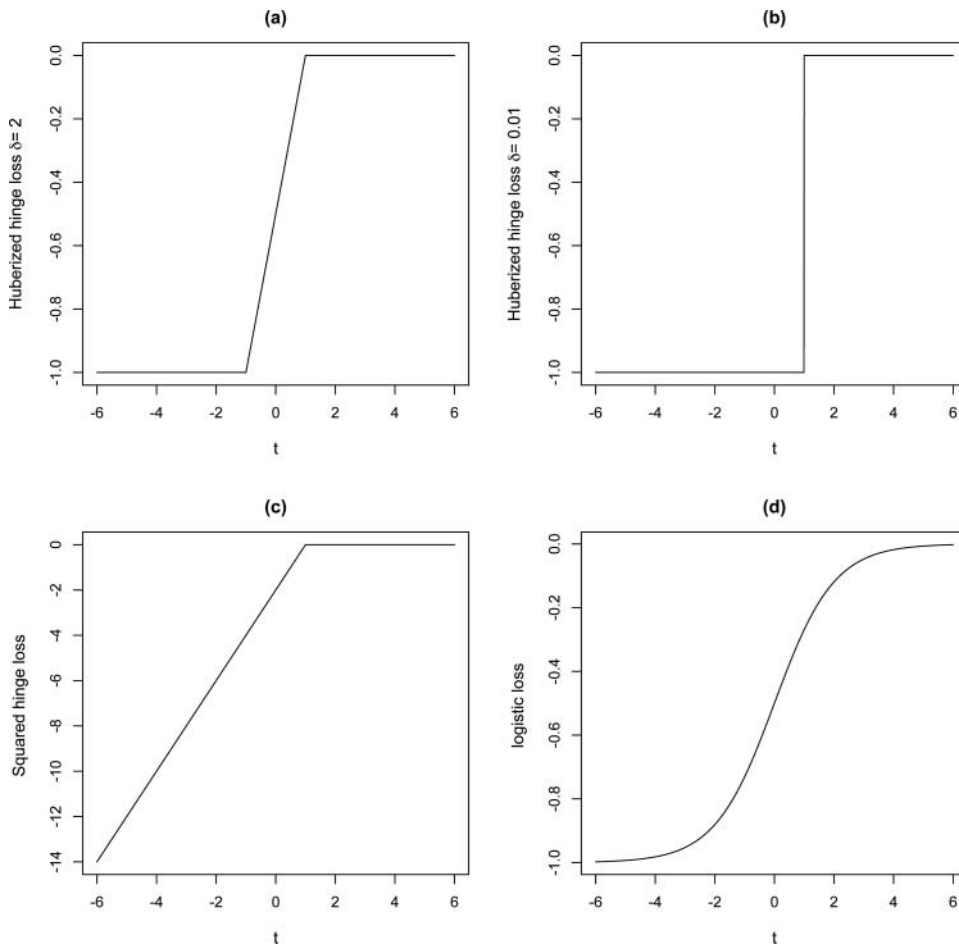 (a)
Huberized hinge loss δ= 2
0.0
-0.2
-0.4
-0.6
-0.8
-1.0
-6 -4 -2 0 2 4 6
t
(b)
Huberized hinge loss δ= 0.01
0.0
-0.2
-0.4
-0.6
-0.8
-1.0
-6 -4 -2 0 2 4 6
t
(c)
Squared hinge loss
0
-2
-4
-6
-8
-10
-12
-14
-6 -4 -2 0 2 4 6
t
(d)
logistic loss
0.0
-0.2
-0.4
-0.6
-0.8
-1.0
-6 -4 -2 0 2 4 6
t